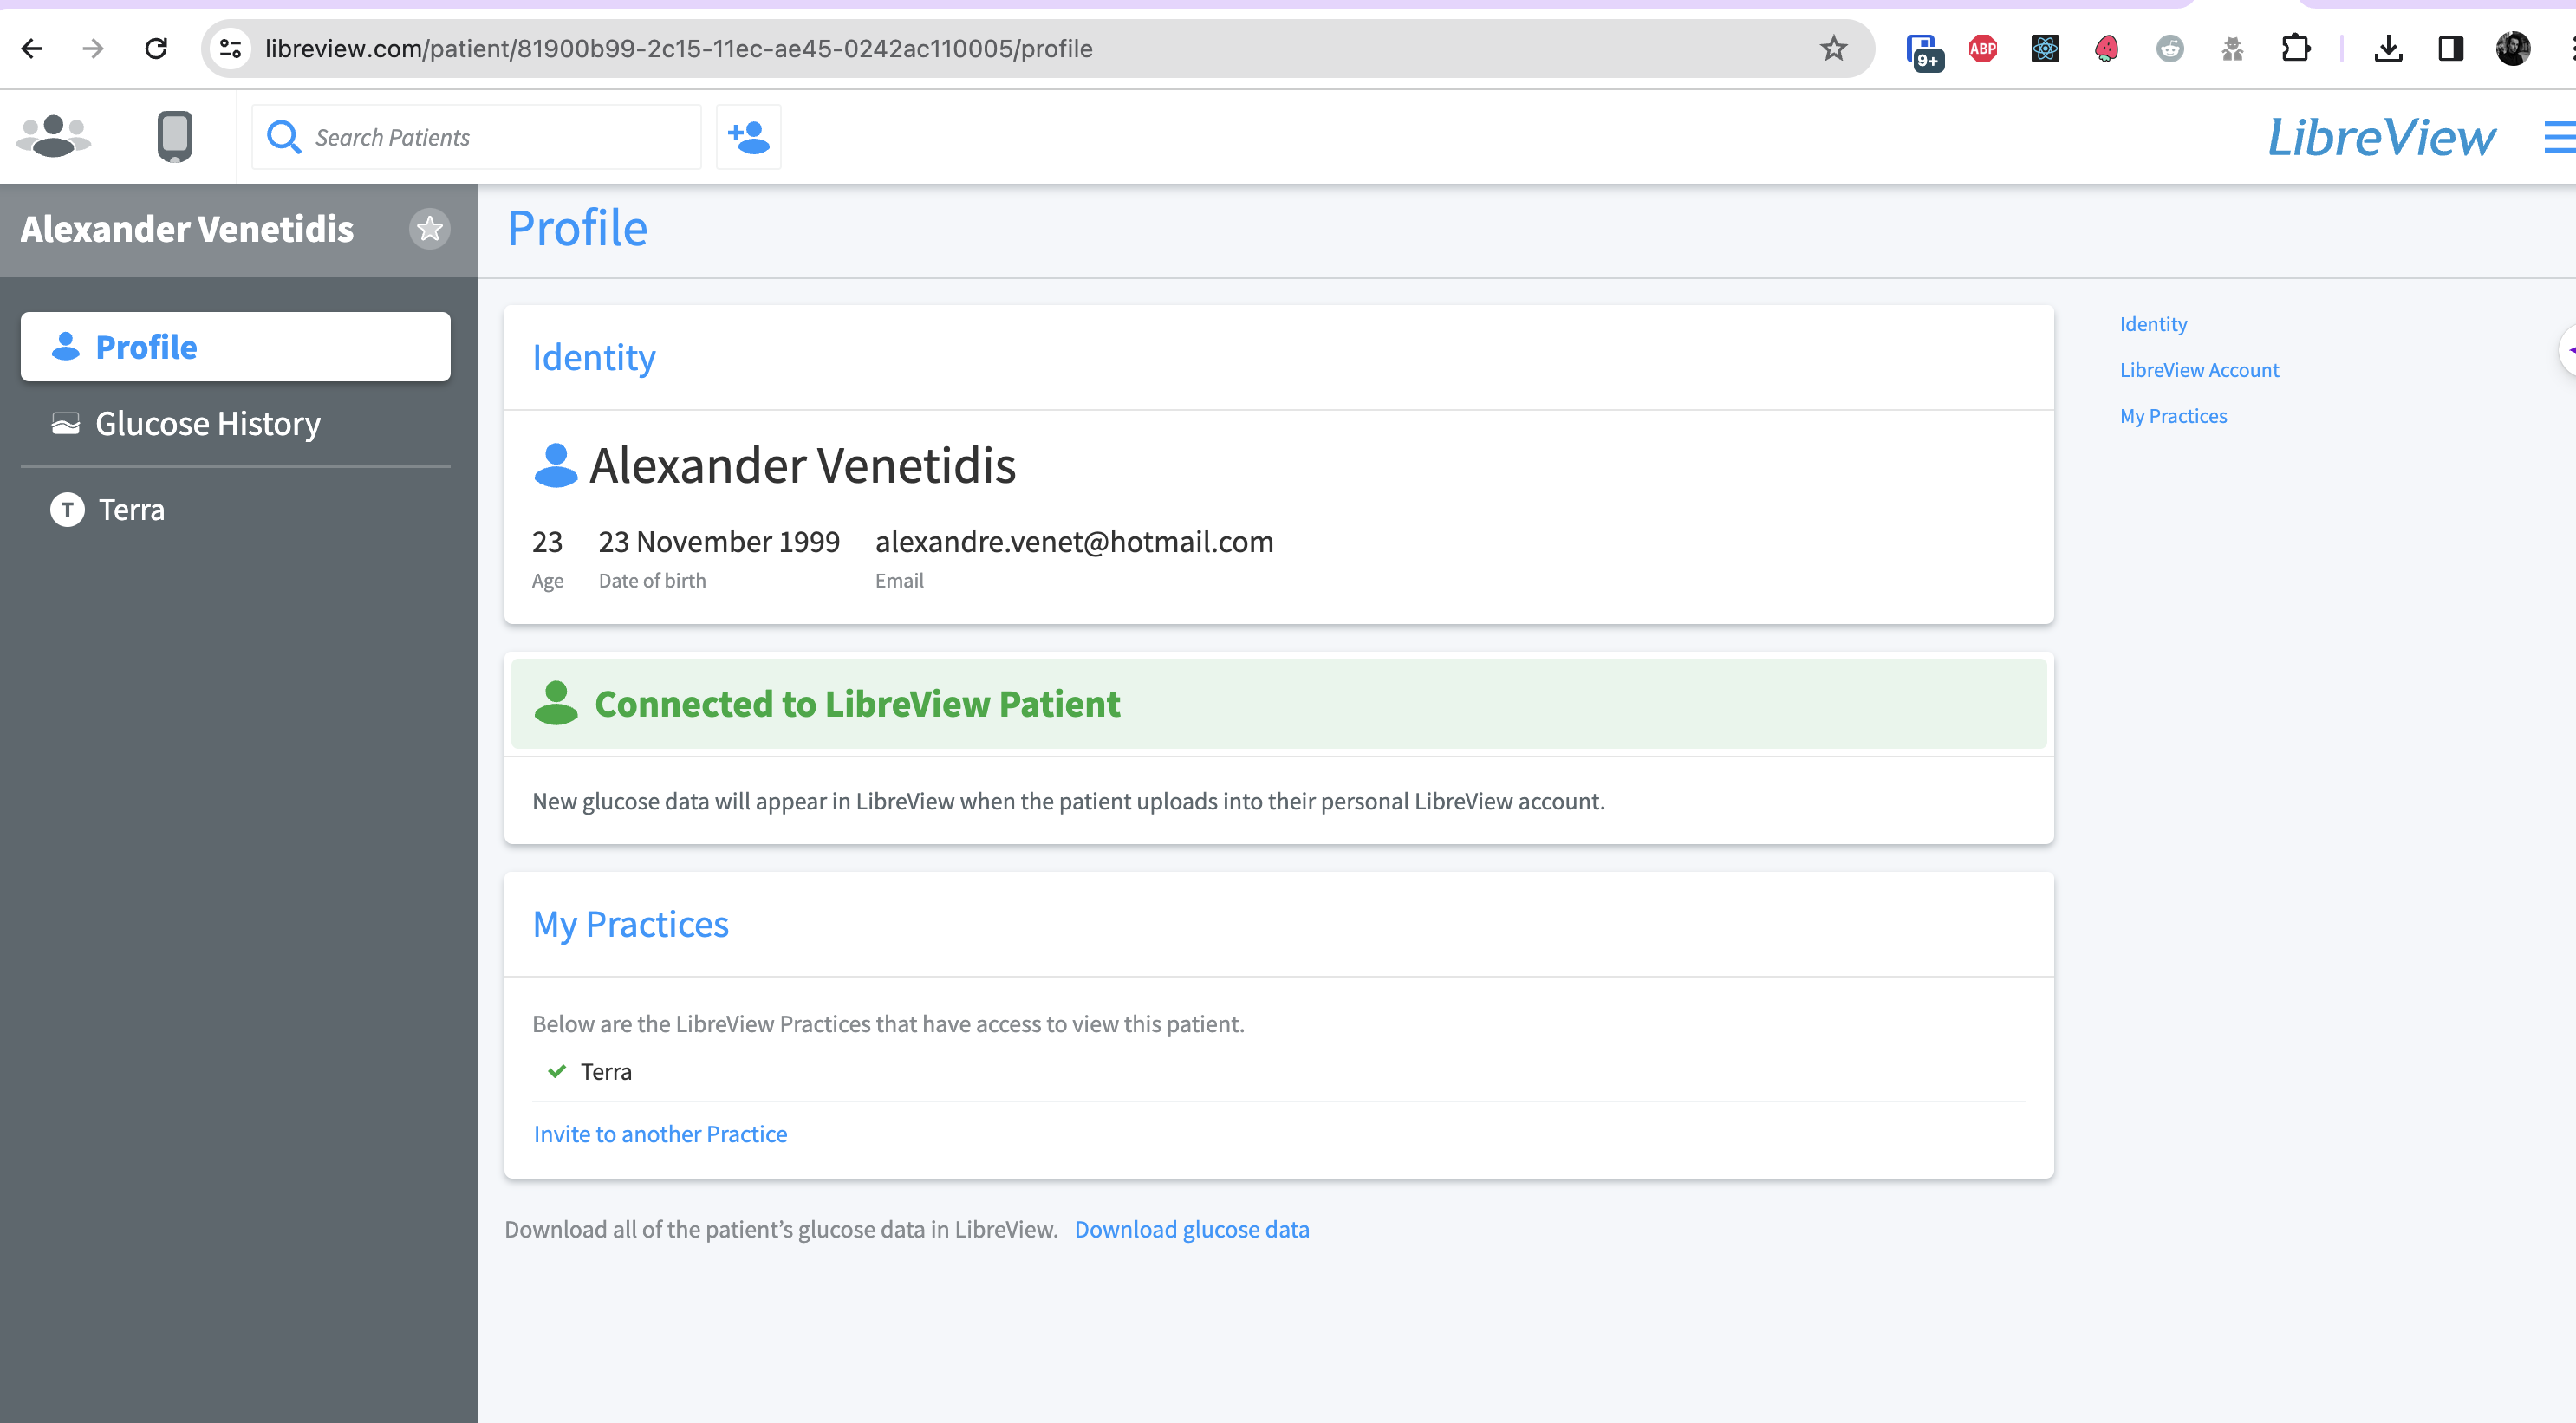 libreview.com/patient/81900b99-2c15-11ec-ae45-0242ac110005/profile
9+
ABP
Search Patients
LibreView
Alexander Venetidis
Profile
Profile
Glucose History
T Terra
Identity
Alexander Venetidis
23 23 November 1999 alexandre.venet@hotmail.com
Age Date of birth Email
Connected to LibreView Patient
New glucose data will appear in LibreView when the patient uploads into their personal LibreView account.
My Practices
Below are the LibreView Practices that have access to view this patient.
Terra
Invite to another Practice
Download all of the patient’s glucose data in LibreView. Download glucose data
Identity
LibreView Account
My Practices